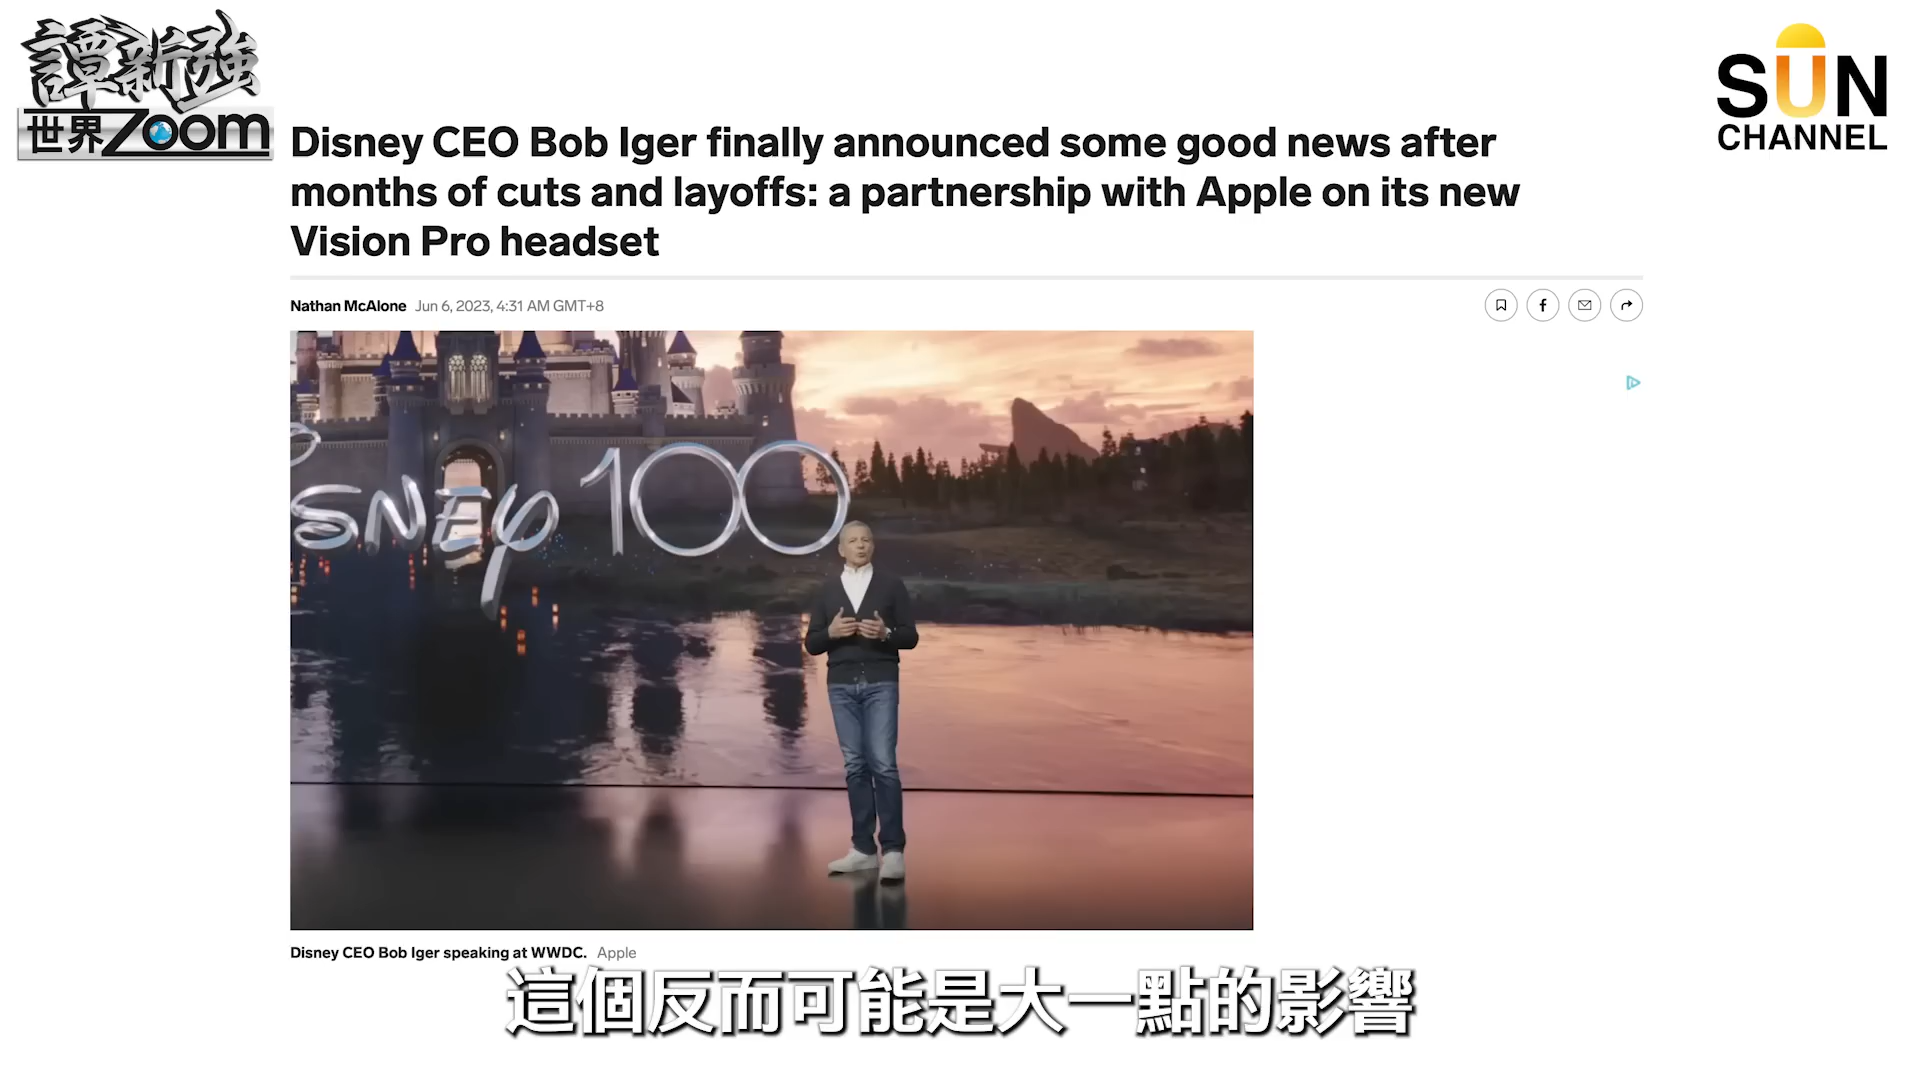 譚新強
世界Zoom
SUN
CHANNEL
Disney CEO Bob Iger finally announced some good news after
months of cuts and layoffs: a partnership with Apple on its new
Vision Pro headset
Nathan McAlone Jun 6, 2023, 4:31 AM GMT+8
DISNEY 100
Disney CEO Bob Iger speaking at WWDC. Apple
這個反而可能是大一點的影響